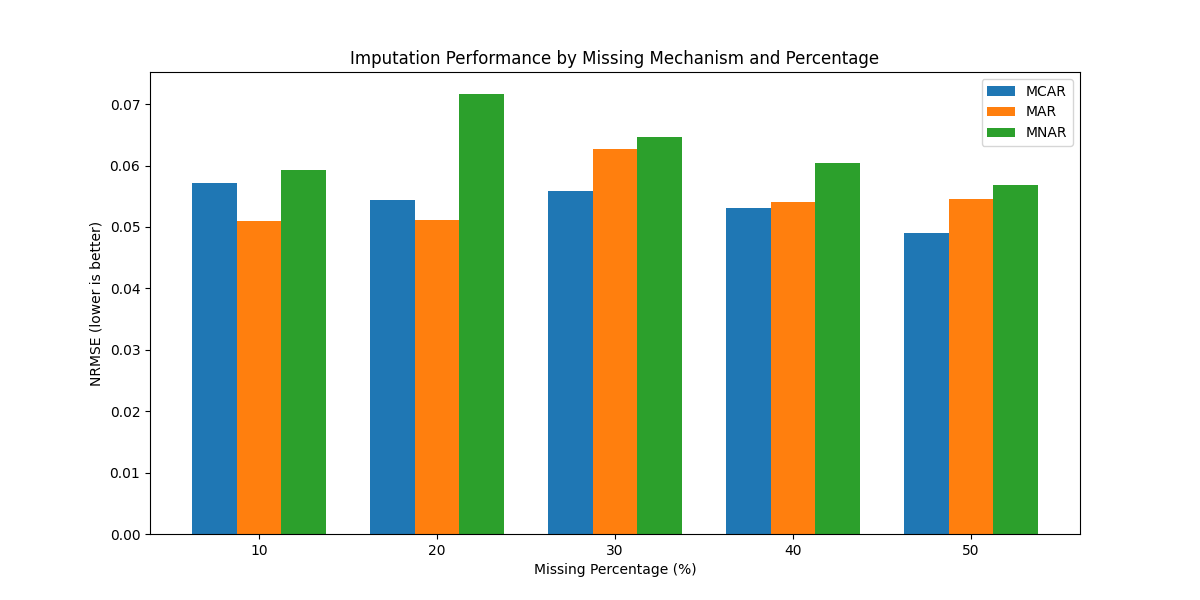 Imputation Performance by Missing Mechanism and Percentage
MCAR
MAR
MNAR
NRMSE (lower is better)
0.07
0.06
0.05
0.04
0.03
0.02
0.01
0.00
10 20 30 40 50
Missing Percentage (%)